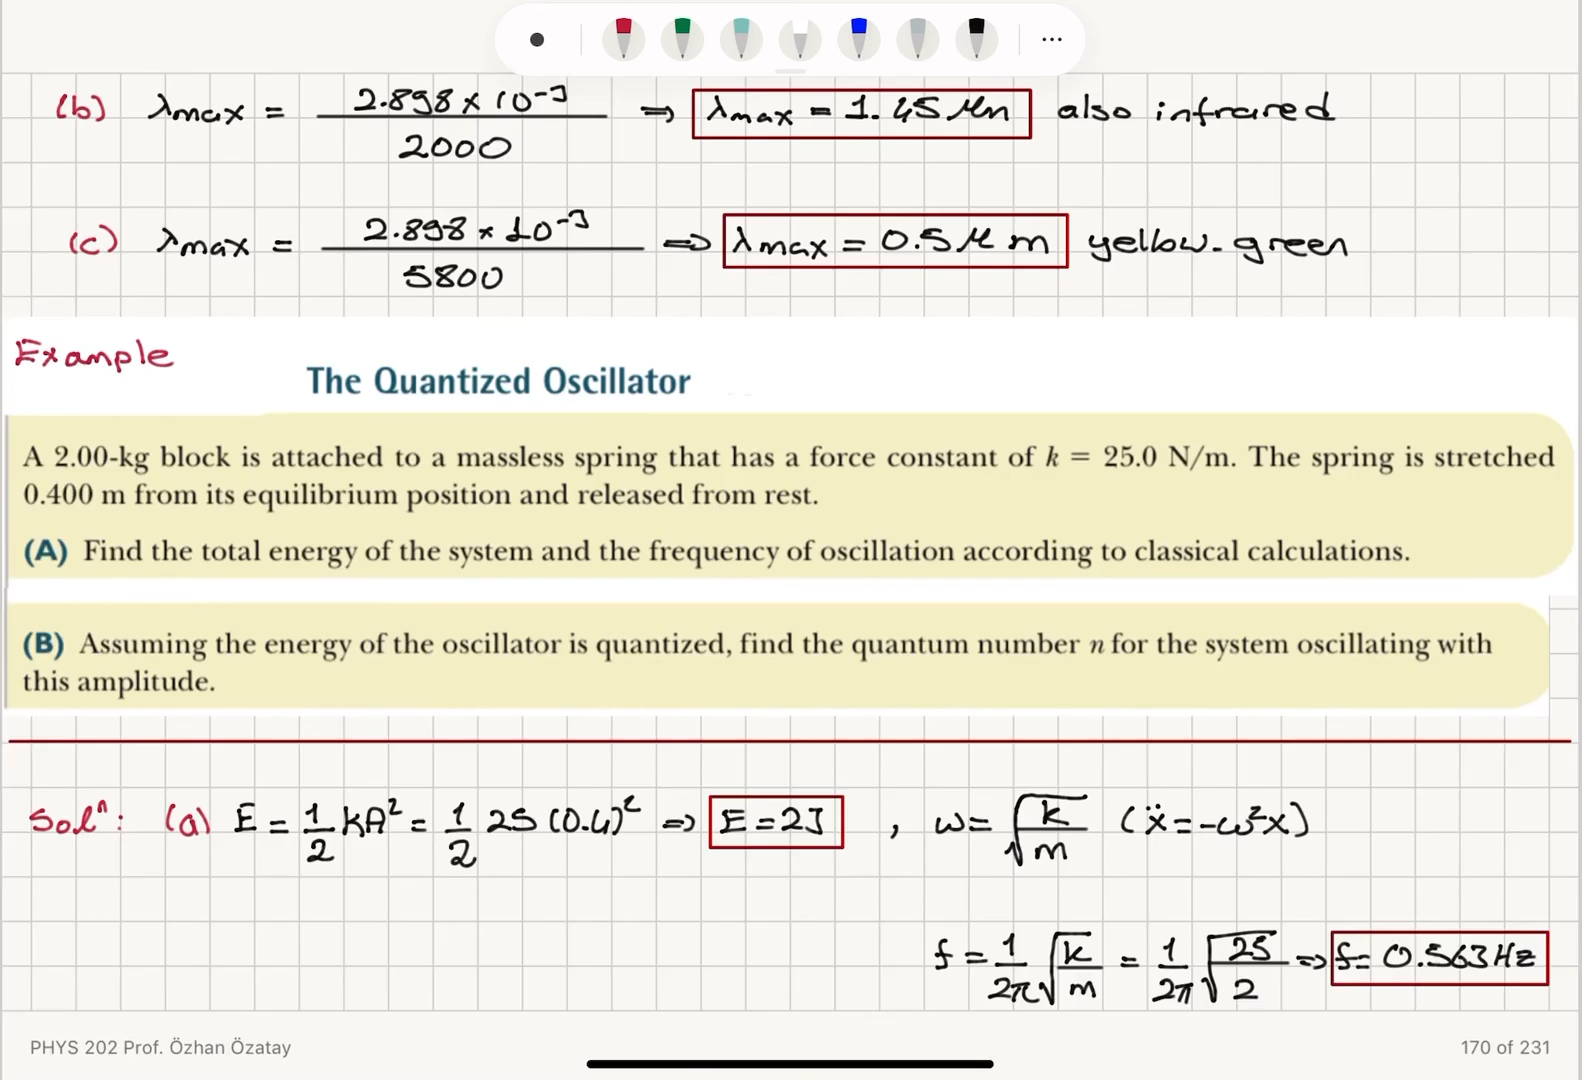 (b) λmax = 2.898 x 10⁻³ / 2000 ⇒ λmax = 1.45 μm also infrared
(c) λmax = 2.898 x 10⁻³ / 5800 ⇒ λmax = 0.5 μm yellow-green
Example
The Quantized Oscillator
A 2.00-kg block is attached to a massless spring that has a force constant of k = 25.0 N/m. The spring is stretched
0.400 m from its equilibrium position and released from rest.
(A) Find the total energy of the system and the frequency of oscillation according to classical calculations.
(B) Assuming the energy of the oscillator is quantized, find the quantum number n for the system oscillating with
this amplitude.
Solⁿ: (a) E = 1/2 kA² = 1/2 25 (0.4)² ⇒ E = 2J , ω = √(k/m) (ẍ = -ω²x)
f = 1/2π √(k/m) = 1/2π √(25/2) ⇒ f = 0.563 Hz
PHYS 202 Prof. Özhan Özatay
170 of 231